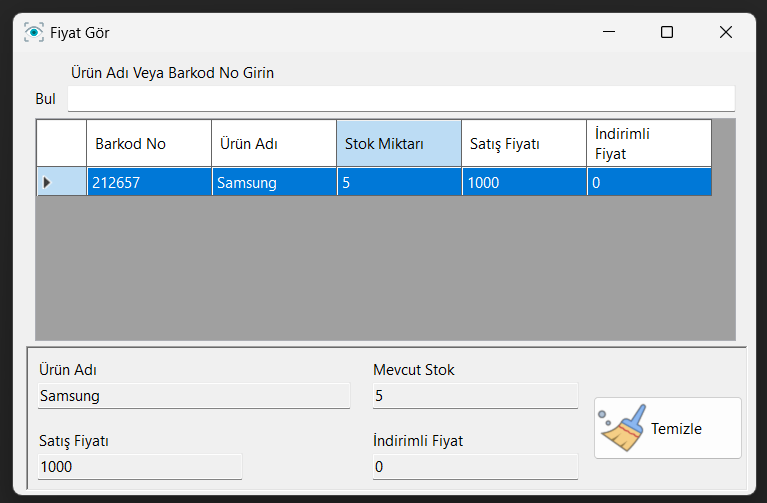 Fiyat Gör
Ürün Adı Veya Barkod No Girin
Bul
Barkod No Ürün Adı Stok Miktarı Satış Fiyatı İndirimli Fiyat
212657 Samsung 5 1000 0
Ürün Adı Mevcut Stok
Samsung 5
Temizle
Satış Fiyatı İndirimli Fiyat
1000 0